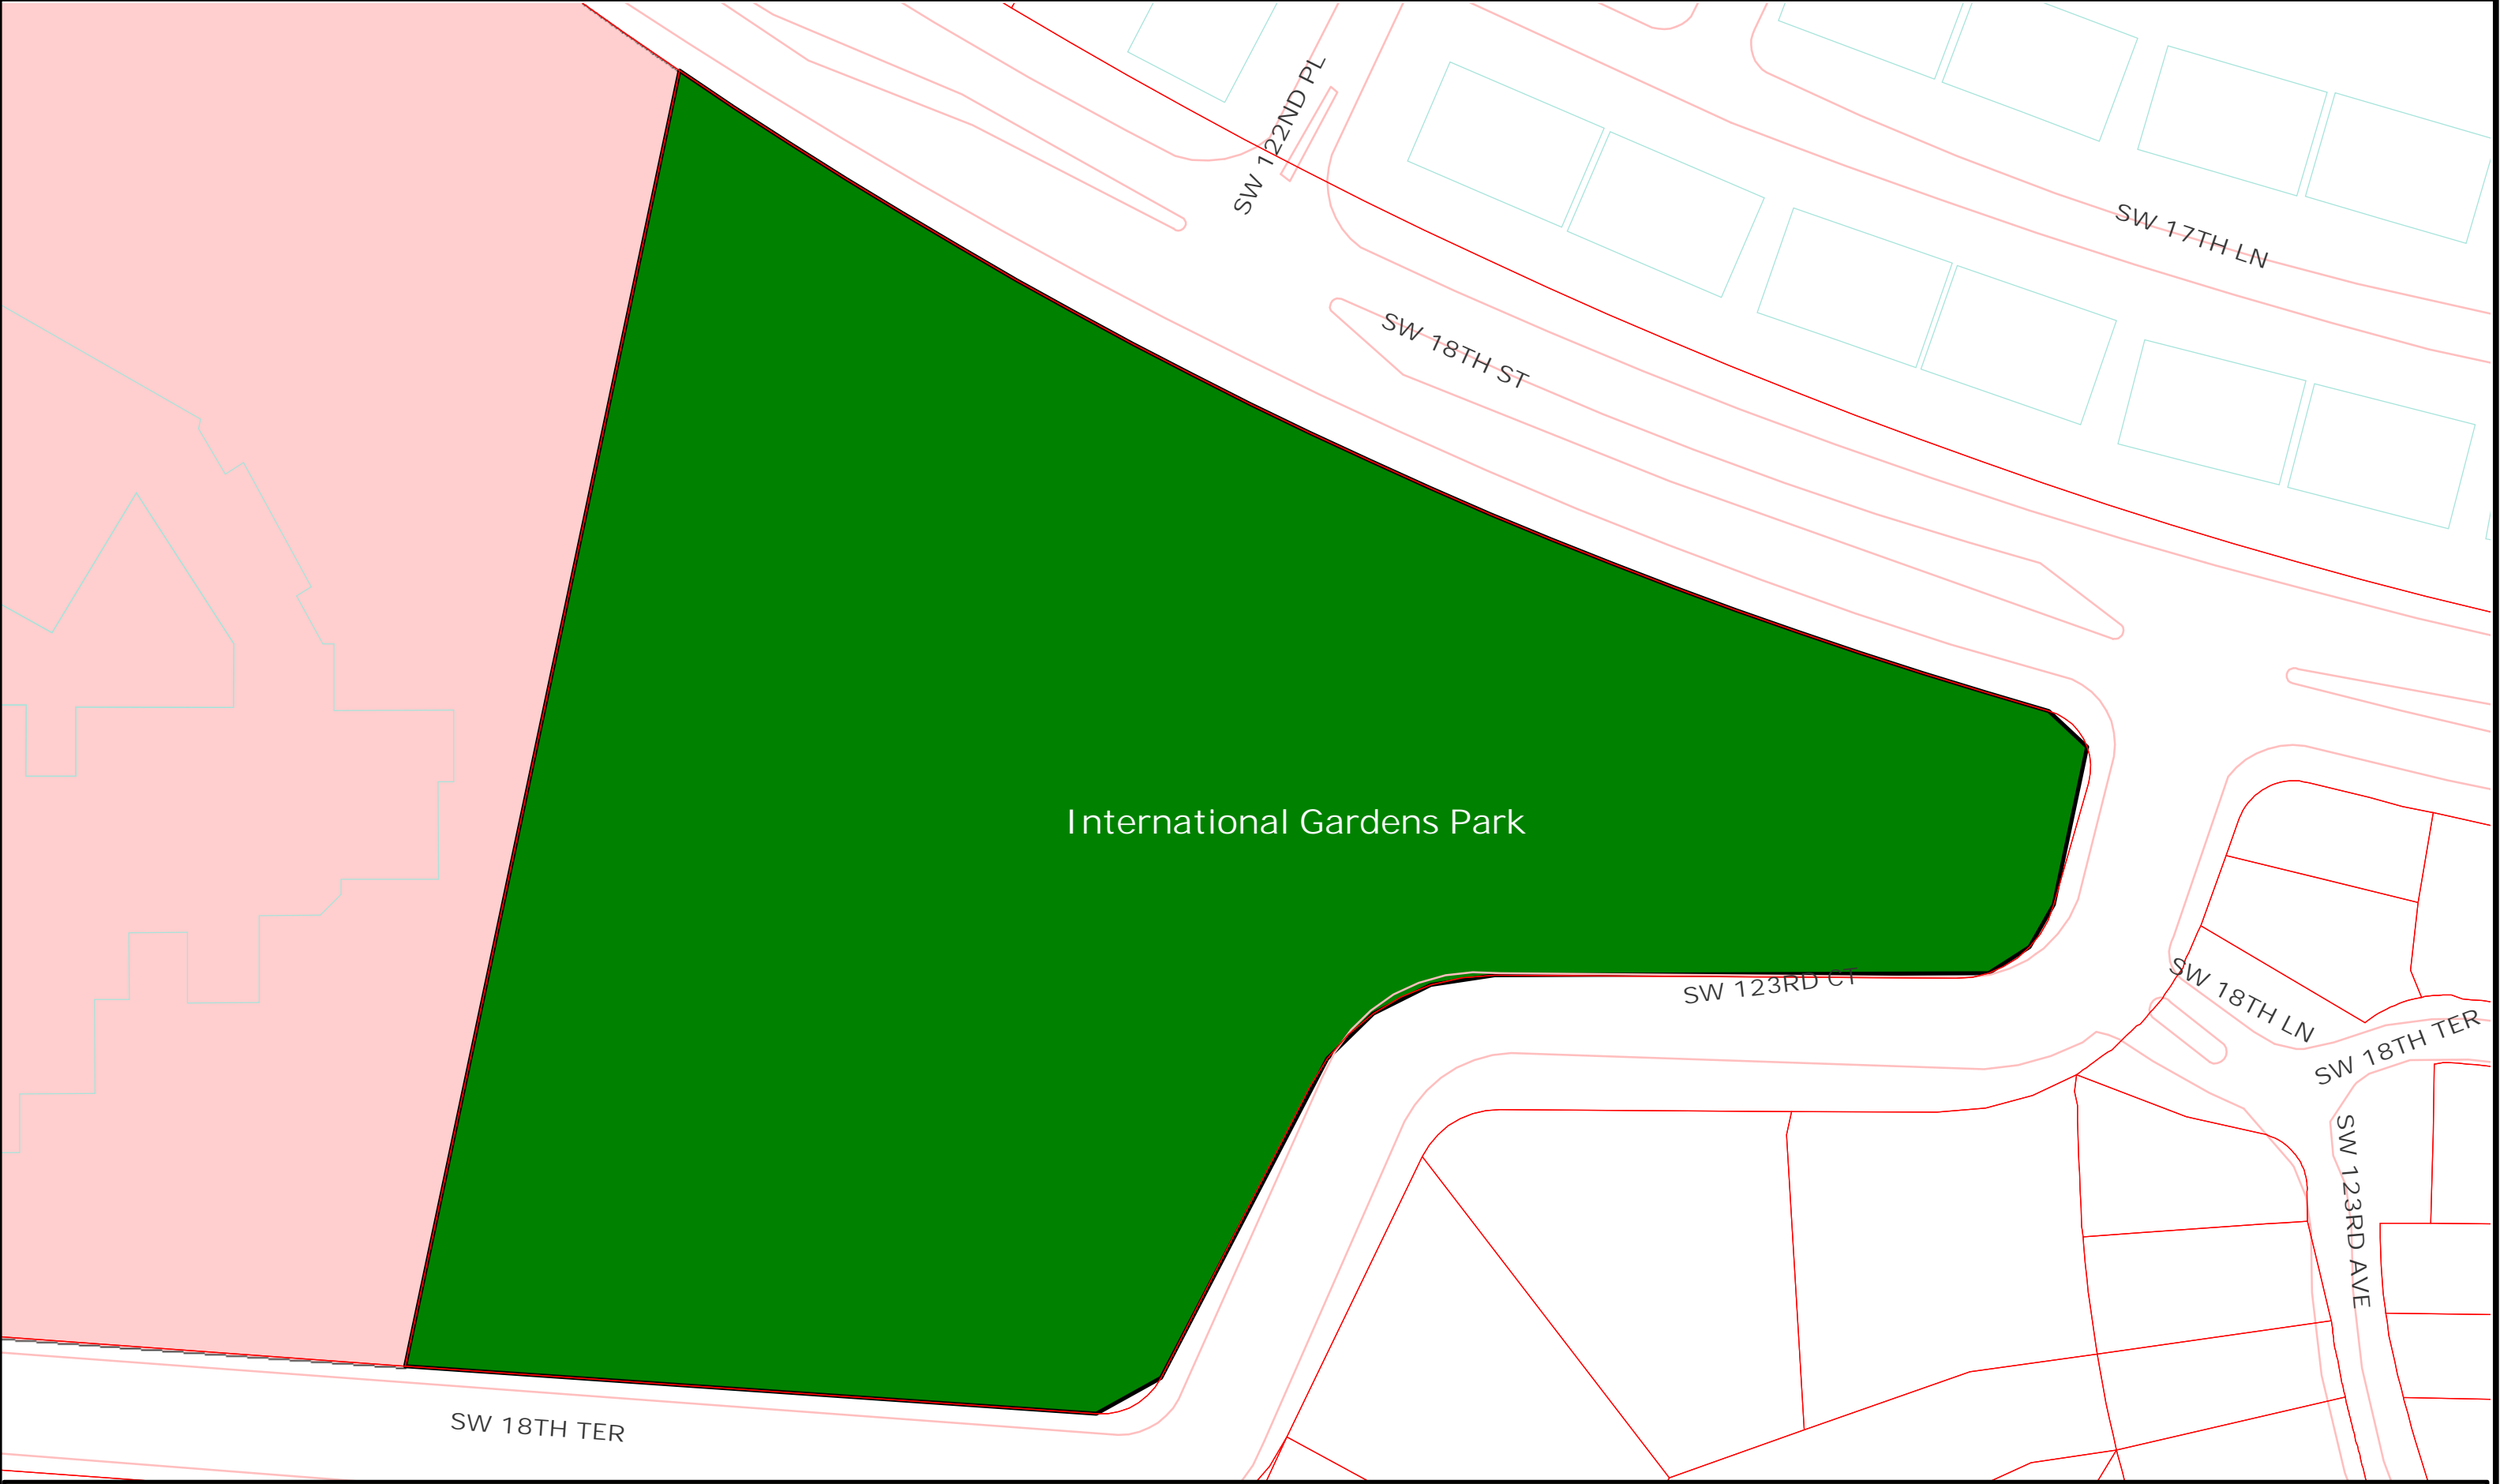 SW 122ND PL
SW 17TH LN
SW 18TH ST
International Gardens Park
SW 123RD CT
SW 18TH LN
SW 18TH TER
SW 123RD AVE
SW 18TH TER